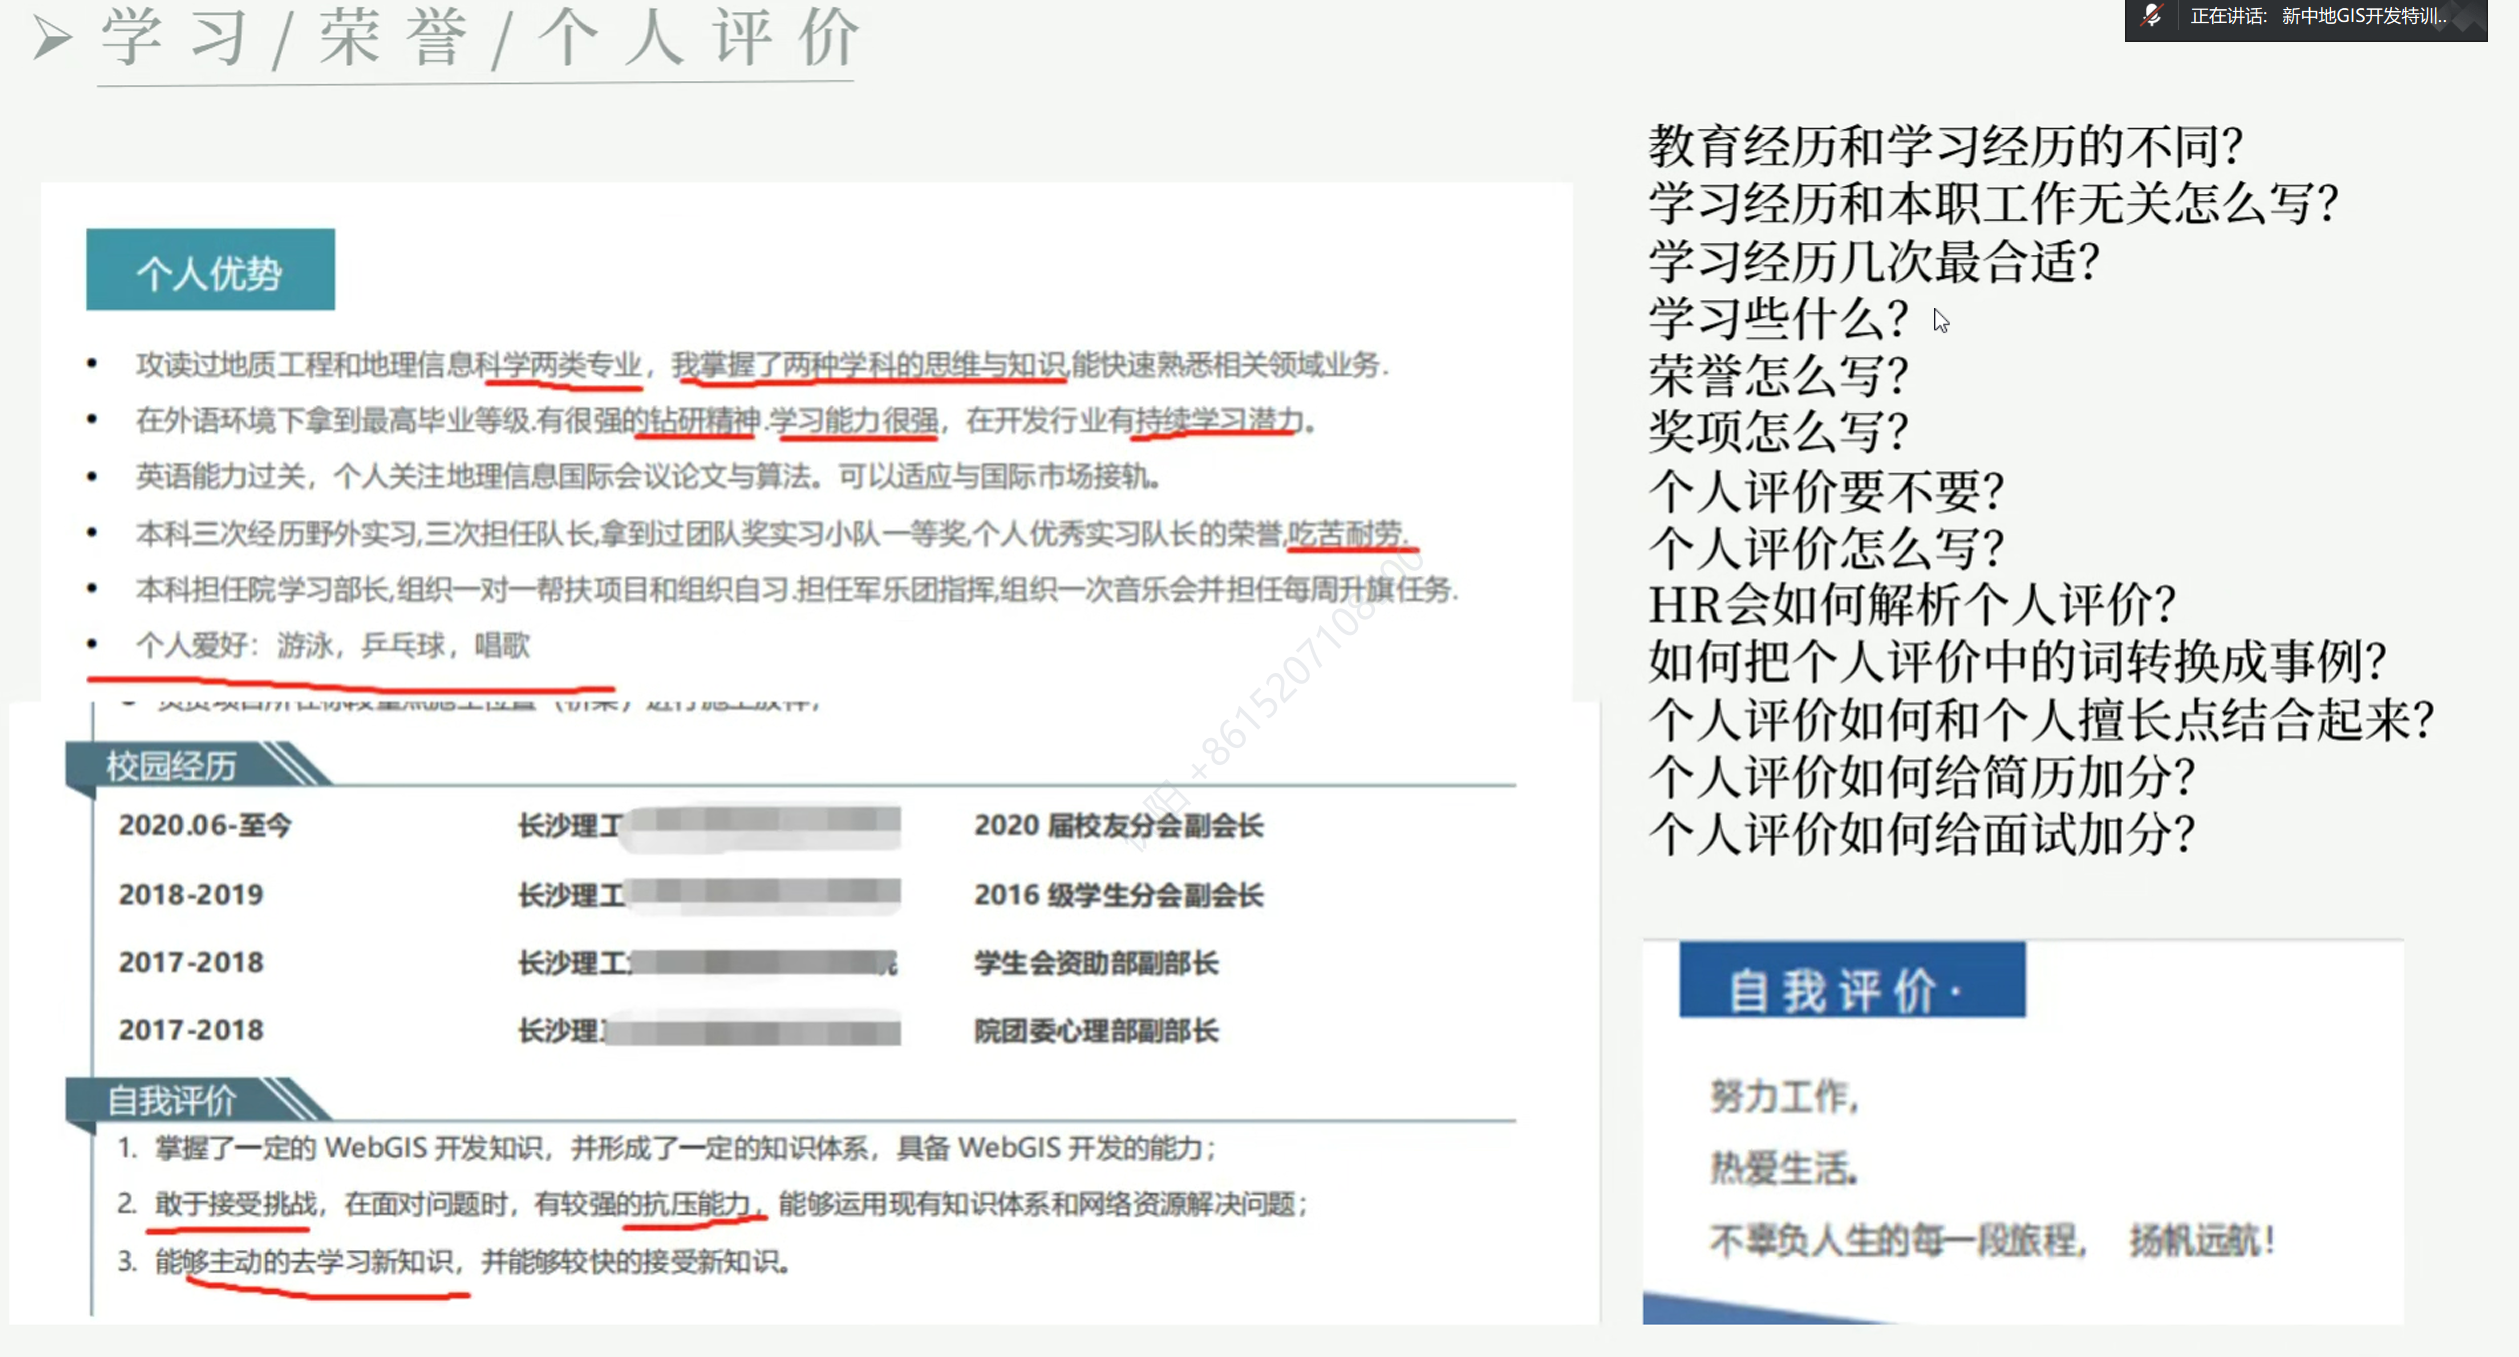 学习/荣誉/个人评价
正在讲话: 新中地GIS开发特训...
个人优势
• 攻读过地质工程和地理信息科学两类专业，我掌握了两种学科的思维与知识,能快速熟悉相关领域业务.
• 在外语环境下拿到最高毕业等级.有很强的钻研精神.学习能力很强，在开发行业有持续学习潜力。
• 英语能力过关，个人关注地理信息国际会议论文与算法。可以适应与国际市场接轨。
• 本科三次经历野外实习,三次担任队长,拿到过团队奖实习小队一等奖,个人优秀实习队长的荣誉,吃苦耐劳.
• 本科担任院学习部长,组织一对一帮扶项目和组织自习.担任军乐团指挥,组织一次音乐会并担任每周升旗任务.
• 个人爱好：游泳，乒乓球，唱歌
校园经历
2020.06-至今 长沙理工 2020 届校友分会副会长
2018-2019 长沙理工 2016 级学生分会副会长
2017-2018 长沙理工 学生会资助部副部长
2017-2018 长沙理 院团委心理部副部长
自我评价
1. 掌握了一定的 WebGIS 开发知识，并形成了一定的知识体系，具备 WebGIS 开发的能力；
2. 敢于接受挑战，在面对问题时，有较强的抗压能力，能够运用现有知识体系和网络资源解决问题；
3. 能够主动的去学习新知识，并能够较快的接受新知识。
教育经历和学习经历的不同？
学习经历和本职工作无关怎么写？
学习经历几次最合适？
学习些什么？
荣誉怎么写？
奖项怎么写？
个人评价要不要？
个人评价怎么写？
HR会如何解析个人评价？
如何把个人评价中的词转换成事例？
个人评价如何和个人擅长点结合起来？
个人评价如何给简历加分？
个人评价如何给面试加分？
自我评价·
努力工作,
热爱生活。
不辜负人生的每一段旅程， 扬帆远航！